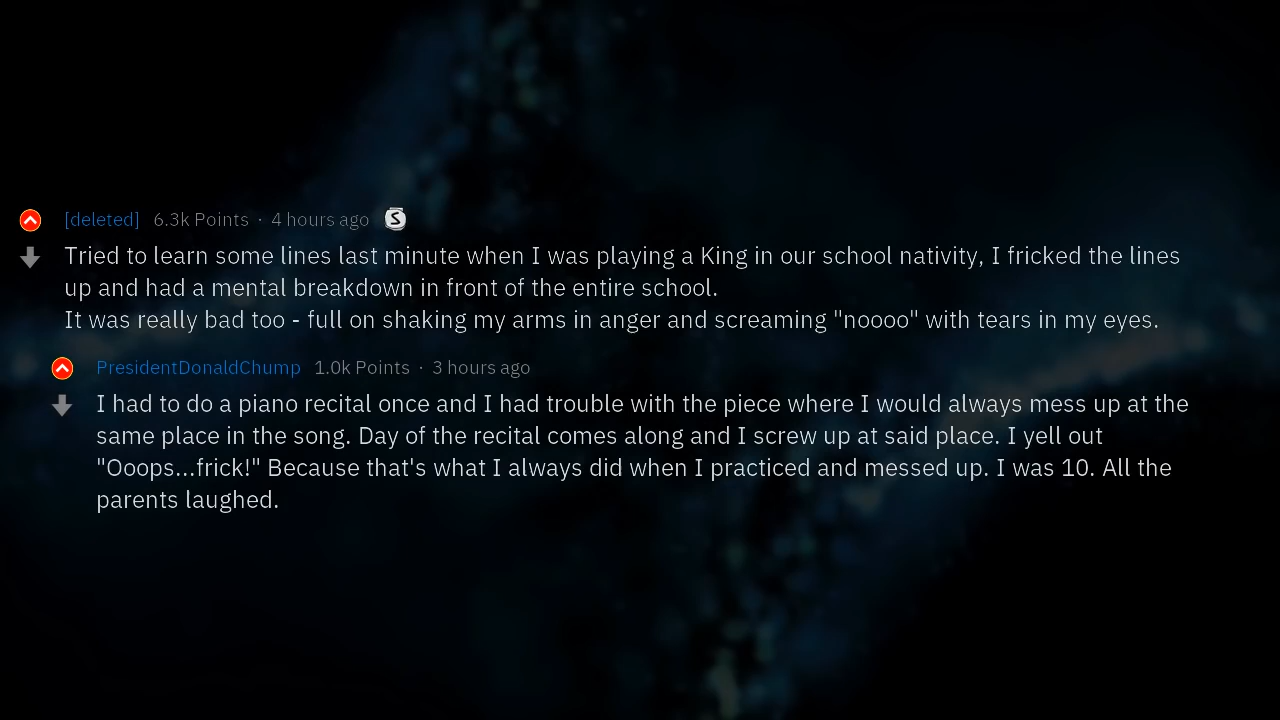 [deleted] 6.3k Points · 4 hours ago S
Tried to learn some lines last minute when I was playing a King in our school nativity, I fricked the lines
up and had a mental breakdown in front of the entire school.
It was really bad too - full on shaking my arms in anger and screaming "noooo" with tears in my eyes.
PresidentDonaldChump 1.0k Points · 3 hours ago
I had to do a piano recital once and I had trouble with the piece where I would always mess up at the
same place in the song. Day of the recital comes along and I screw up at said place. I yell out
"Ooops...frick!" Because that's what I always did when I practiced and messed up. I was 10. All the
parents laughed.